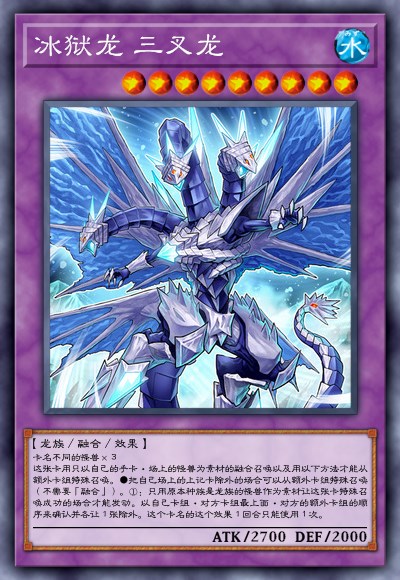 冰狱龙 三叉龙
水
【龙族／融合／效果】
卡名不同的怪兽×3
这张卡用只以自己的手卡·场上的怪兽为素材的融合召唤以及用以下方法才能从
额外卡组特殊召唤。●把自己场上的上记卡除外的场合可以从额外卡组特殊召唤
（不需要「融合」）。①：只用原本种族是龙族的怪兽作为素材让这张卡特殊召
唤成功的场合才能发动。以自己卡组·对方卡组最上面·对方的额外卡组的顺
序来确认并各让1张除外。这个卡名的这个效果1回合只能使用1次。
ATK/2700 DEF/2000